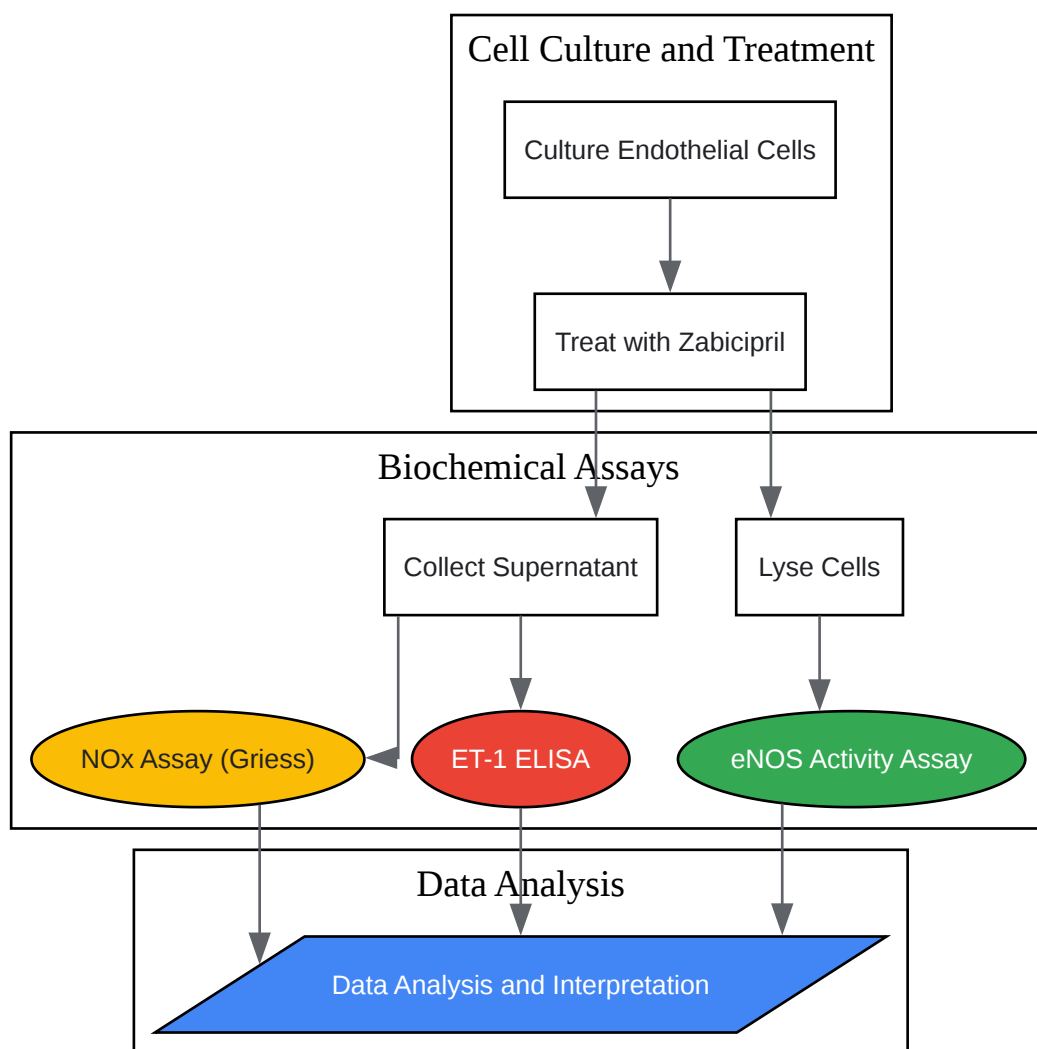 Cell Culture and Treatment
Culture Endothelial Cells
Treat with Zabicipril
Biochemical Assays
Collect Supernatant
Lyse Cells
NOx Assay (Griess)
ET-1 ELISA
eNOS Activity Assay
Data Analysis
Data Analysis and Interpretation